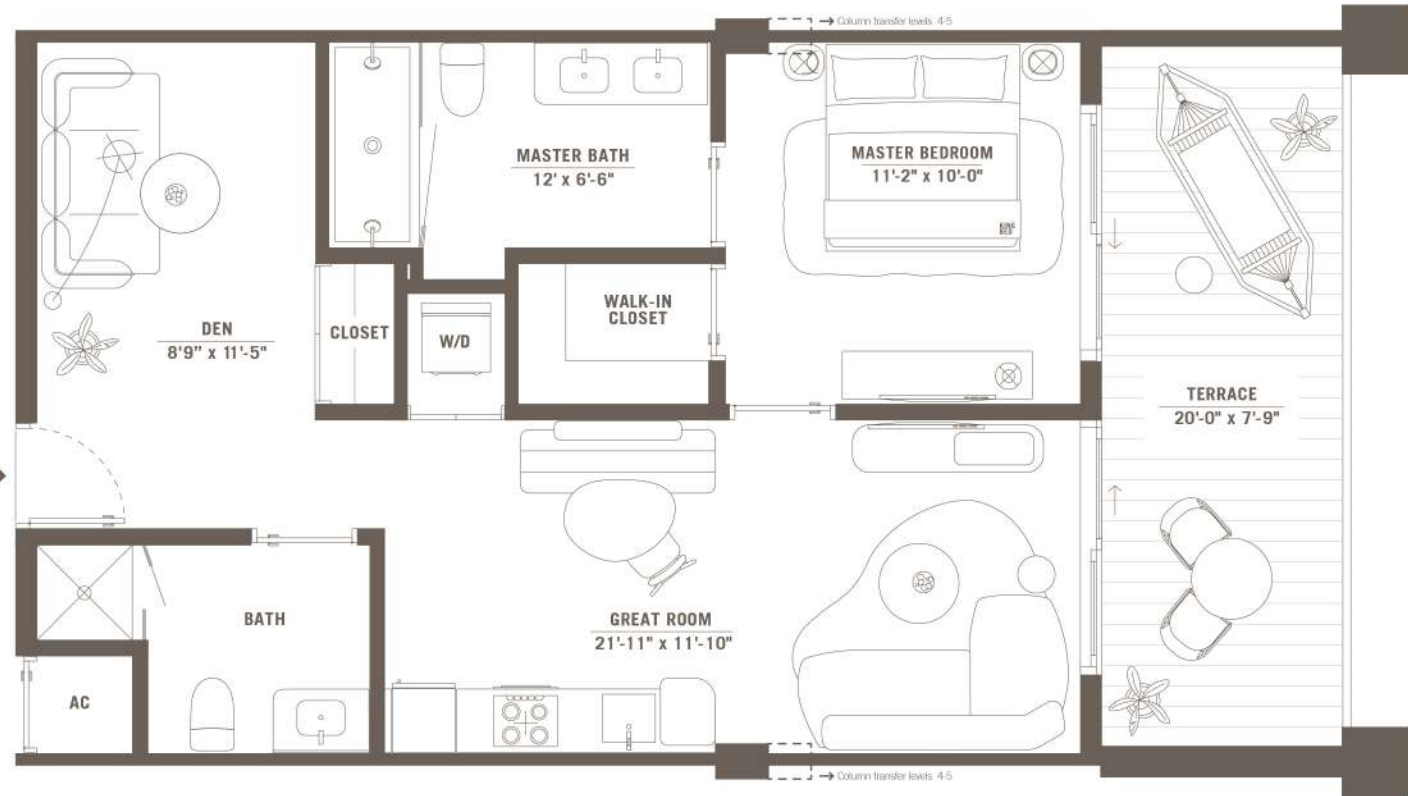 Column transfer levels 4-5
MASTER BATH
12' x 6'-6"
MASTER BEDROOM
11'-2" x 10'-0"
KING
BED
DEN
8'9” x 11'-5"
CLOSET
W/D
WALK-IN
CLOSET
TERRACE
20'-0" x 7'-9"
BATH
GREAT ROOM
21'-11" x 11'-10"
AC
Column transfer levels 4-5